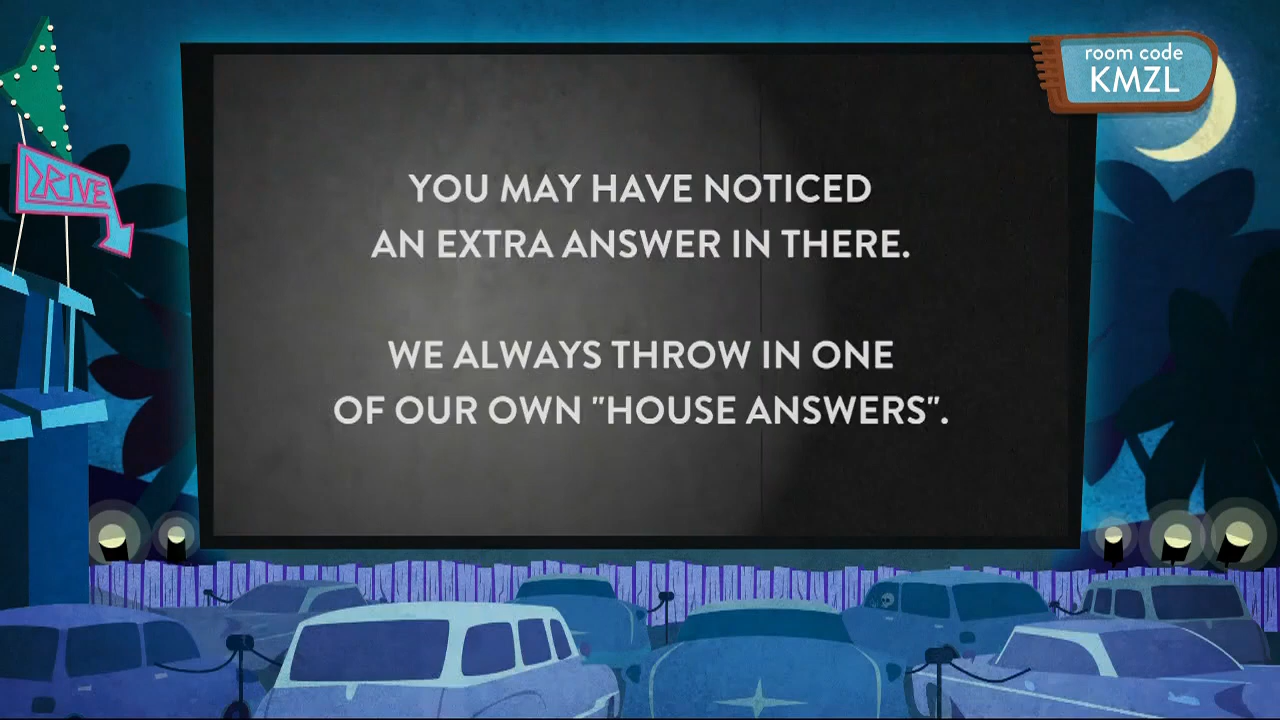 room code
KMZL
DRIVE
YOU MAY HAVE NOTICED
AN EXTRA ANSWER IN THERE.
WE ALWAYS THROW IN ONE
OF OUR OWN "HOUSE ANSWERS".